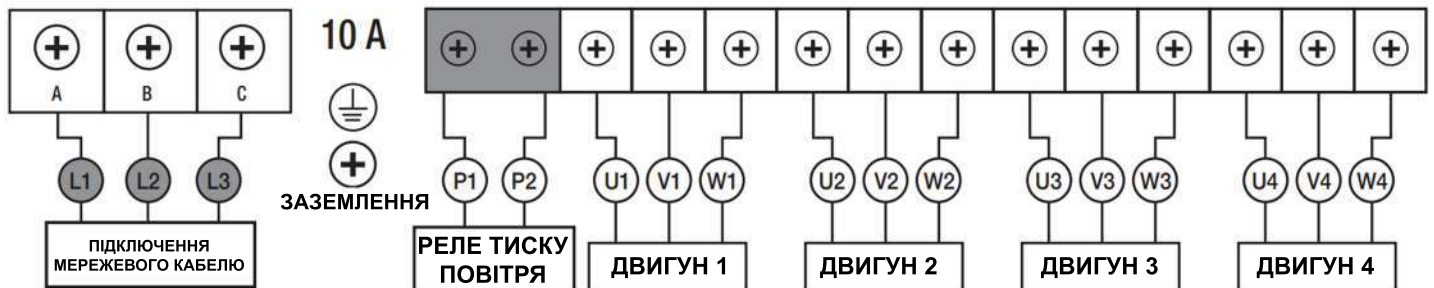 10 A
A B C
L1 L2 L3 P1 P2 U1 V1 W1 U2 V2 W2 U3 V3 W3 U4 V4 W4
ЗАЗЕМЛЕННЯ
ПІДКЛЮЧЕННЯ
МЕРЕЖЕВОГО КАБЕЛЮ
РЕЛЕ ТИСКУ
ПОВІТРЯ
ДВИГУН 1
ДВИГУН 2
ДВИГУН 3
ДВИГУН 4